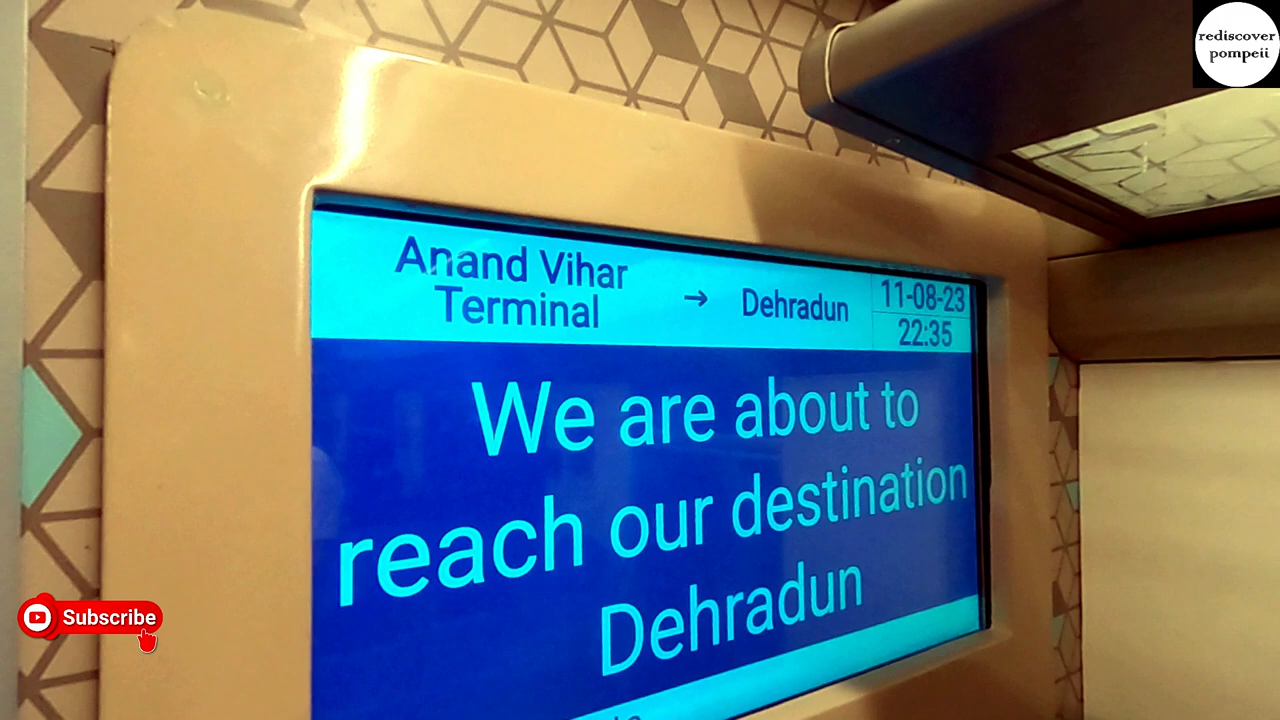 rediscover
pompeii
Anand Vihar
Terminal
→
Dehradun
11-08-23
22:35
We are about to
reach our destination
Dehradun
Subscribe